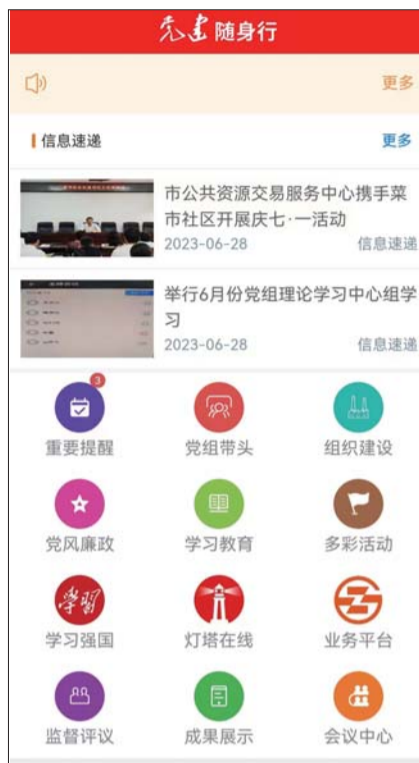 党建随身行
更多
信息速递
更多
市公共资源交易服务中心携手菜
市社区开展庆七·一活动
2023-06-28 信息速递
举行6月份党组理论学习中心组学
习
2023-06-28 信息速递
3
重要提醒 党组带头 组织建设
党风廉政 学习教育 多彩活动
學習
学习强国 灯塔在线 业务平台
监督评议 成果展示 会议中心